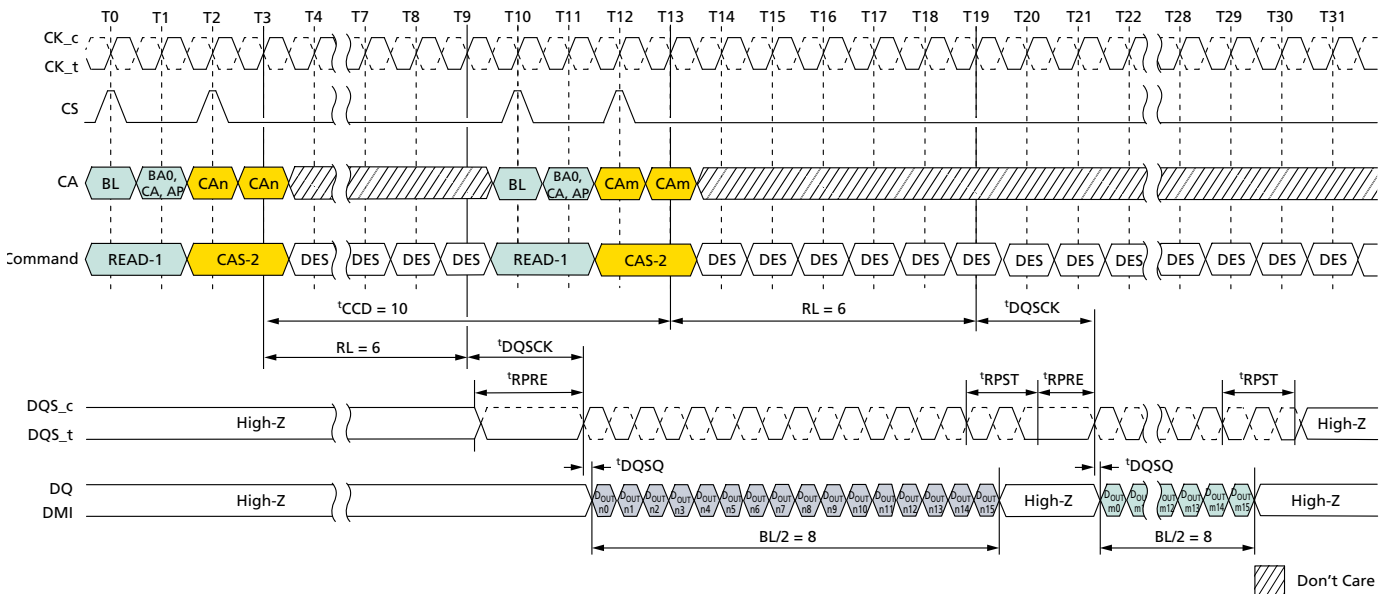 T0 T1 T2 T3 T4 T7 T8 T9 T10 T11 T12 T13 T14 T15 T16 T17 T18 T19 T20 T21 T22 T28 T29 T30 T31
CK_c
CK_t
CS
CA BL BA0, CA, AP CAn CAn BL BA0, CA, AP CAm CAm
Command READ-1 CAS-2 DES DES DES DES READ-1 CAS-2 DES DES DES DES DES DES DES DES DES DES DES DES DES
tCCD = 10 RL = 6 tDQSCK
RL = 6 tDQSCK
tRPRE tRPST tRPRE tRPST
DQS_c
DQS_t
High-Z High-Z
tDQSQ tDQSQ
DQ
DMI
High-Z DOUT n0 DOUT n1 DOUT n2 DOUT n3 DOUT n4 DOUT n5 DOUT n6 DOUT n7 DOUT n8 DOUT n9 DOUT n10 DOUT n11 DOUT n12 DOUT n13 DOUT n14 DOUT n15 High-Z DOUT m0 m1 m12 DOUT m13 DOUT m14 DOUT m15 High-Z
BL/2 = 8 BL/2 = 8
Don't Care